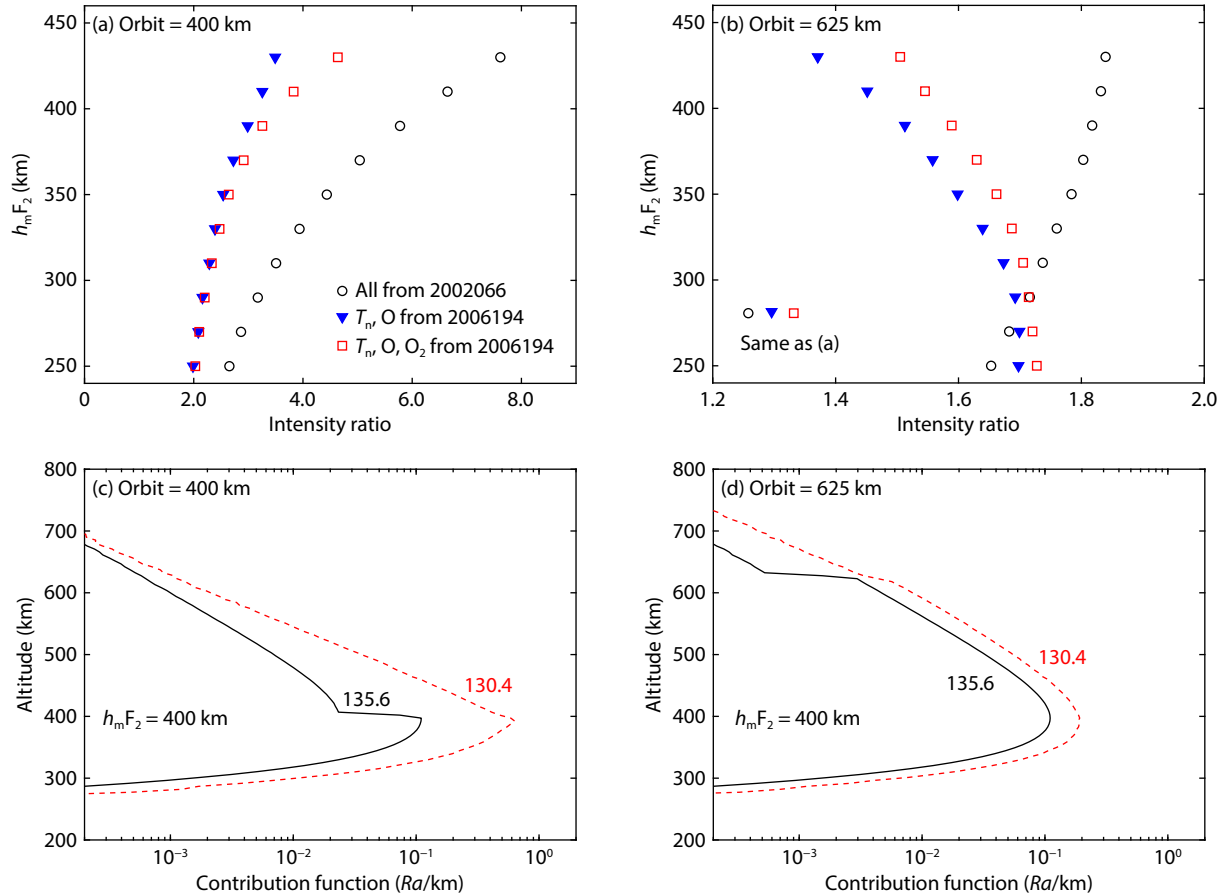 (a) Orbit = 400 km
450
400
350
300
250
hmF2 (km)
0
2.0
4.0
6.0
8.0
Intensity ratio
All from 2002066
Tn, O from 2006194
Tn, O, O2 from 2006194
(b) Orbit = 625 km
450
400
350
300
250
hmF2 (km)
Same as (a)
1.2
1.4
1.6
1.8
2.0
Intensity ratio
(c) Orbit = 400 km
800
700
600
500
400
300
200
Altitude (km)
130.4
135.6
hmF2 = 400 km
10⁻³
10⁻²
10⁻¹
10⁰
Contribution function (Ra/km)
(d) Orbit = 625 km
800
700
600
500
400
300
200
Altitude (km)
130.4
135.6
hmF2 = 400 km
10⁻³
10⁻²
10⁻¹
10⁰
Contribution function (Ra/km)